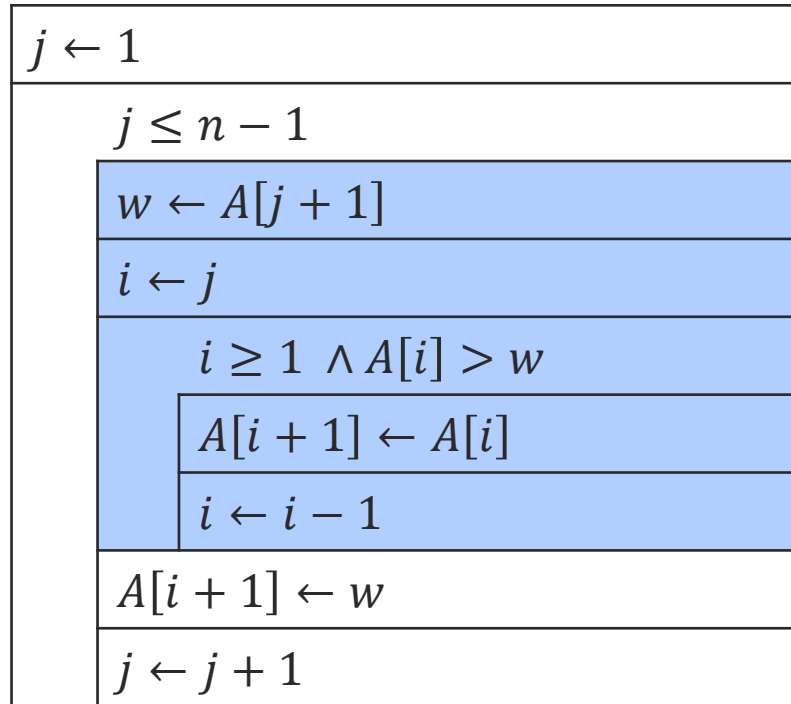 j ← 1
j ≤ n − 1
w ← A[j + 1]
i ← j
i ≥ 1 ∧ A[i] > w
A[i + 1] ← A[i]
i ← i − 1
A[i + 1] ← w
j ← j + 1